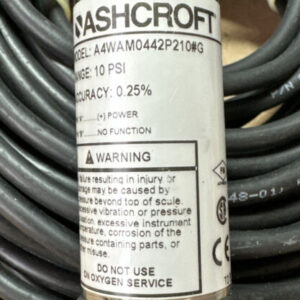 ASHCROFT
MODEL: A4WAM0442P210#G
RANGE: 10 PSI
ACCURACY: 0.25%
(+) POWER
NO FUNCTION
WARNING
Failure resulting in injury or
damage may be caused by
pressure beyond top of scale,
excessive vibration or pressure
pulsation, excessive instrument
temperature, corrosion of the
pressure containing parts, or
other misuse.
DO NOT USE
ON OXYGEN SERVICE
CE